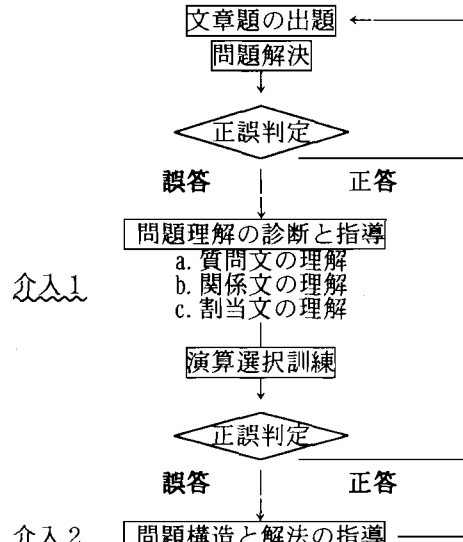 文章題の出題
問題解決
正誤判定
誤答 正答
問題理解の診断と指導
a. 質問文の理解
介入1 b. 関係文の理解
c. 割当文の理解
演算選択訓練
正誤判定
誤答 正答
介入2 問題構造と解法の指導